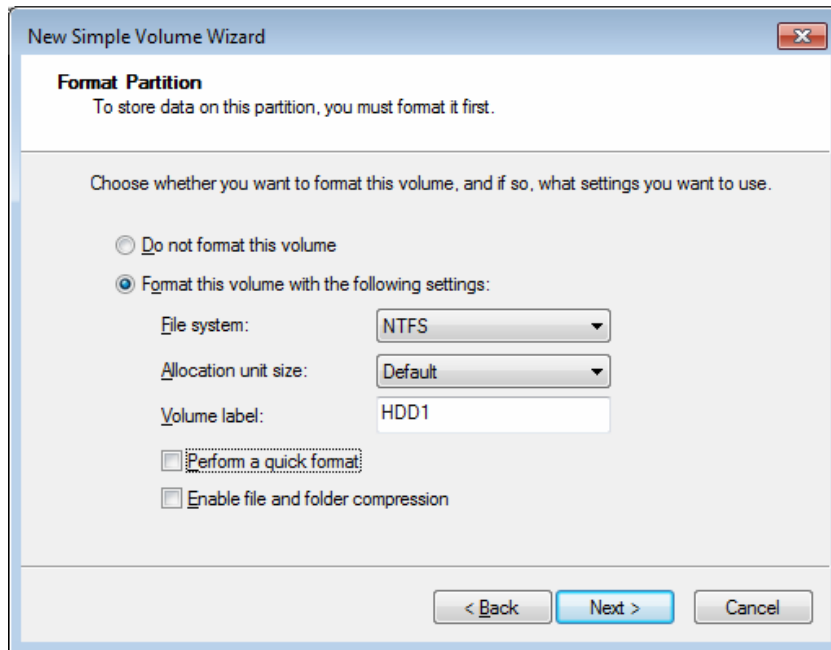 New Simple Volume Wizard
Format Partition
To store data on this partition, you must format it first.
Choose whether you want to format this volume, and if so, what settings you want to use.
Do not format this volume
Format this volume with the following settings:
File system: NTFS
Allocation unit size: Default
Volume label: HDD1
Perform a quick format
Enable file and folder compression
< Back Next > Cancel